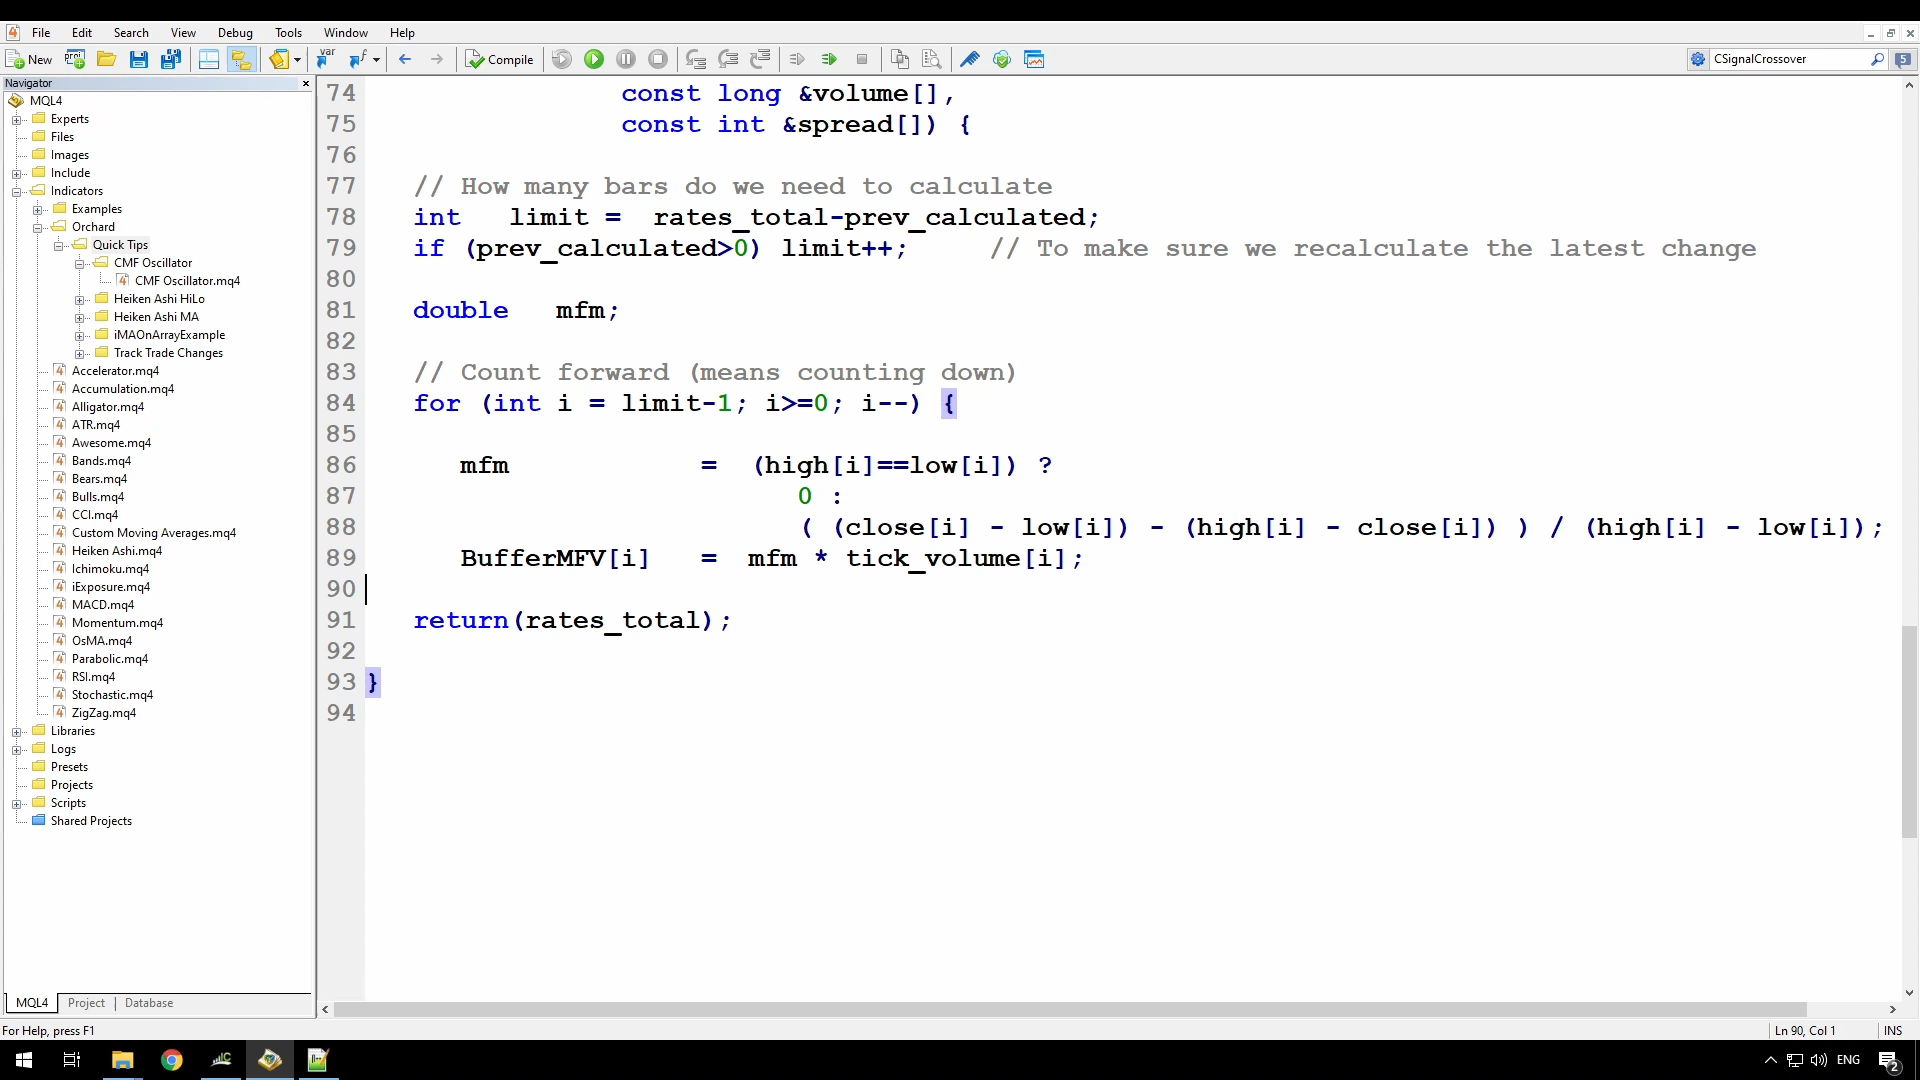 File Edit Search View Debug Tools Window Help
New Compile CSignalCrossover 5
Navigator
MQL4
Experts
Files
Images
Include
Indicators
Examples
Orchard
Quick Tips
CMF Oscillator
CMF Oscillator.mq4
Heiken Ashi HiLo
Heiken Ashi MA
iMAOnArrayExample
Track Trade Changes
Accelerator.mq4
Accumulation.mq4
Alligator.mq4
ATR.mq4
Awesome.mq4
Bands.mq4
Bears.mq4
Bulls.mq4
CCI.mq4
Custom Moving Averages.mq4
Heiken Ashi.mq4
Ichimoku.mq4
iExposure.mq4
MACD.mq4
Momentum.mq4
OsMA.mq4
Parabolic.mq4
RSI.mq4
Stochastic.mq4
ZigZag.mq4
Libraries
Logs
Presets
Projects
Scripts
Shared Projects
MQL4 Project Database
74 const long &volume[],
75 const int &spread[]) {
76
77 // How many bars do we need to calculate
78 int limit = rates_total-prev_calculated;
79 if (prev_calculated>0) limit++; // To make sure we recalculate the latest change
80
81 double mfm;
82
83 // Count forward (means counting down)
84 for (int i = limit-1; i>=0; i--) {
85
86 mfm = (high[i]==low[i]) ?
87 0 :
88 ( (close[i] - low[i]) - (high[i] - close[i]) ) / (high[i] - low[i]);
89 BufferMFV[i] = mfm * tick_volume[i];
90
91 return(rates_total);
92
93 }
94
For Help, press F1 Ln 90, Col 1 INS
ENG 2